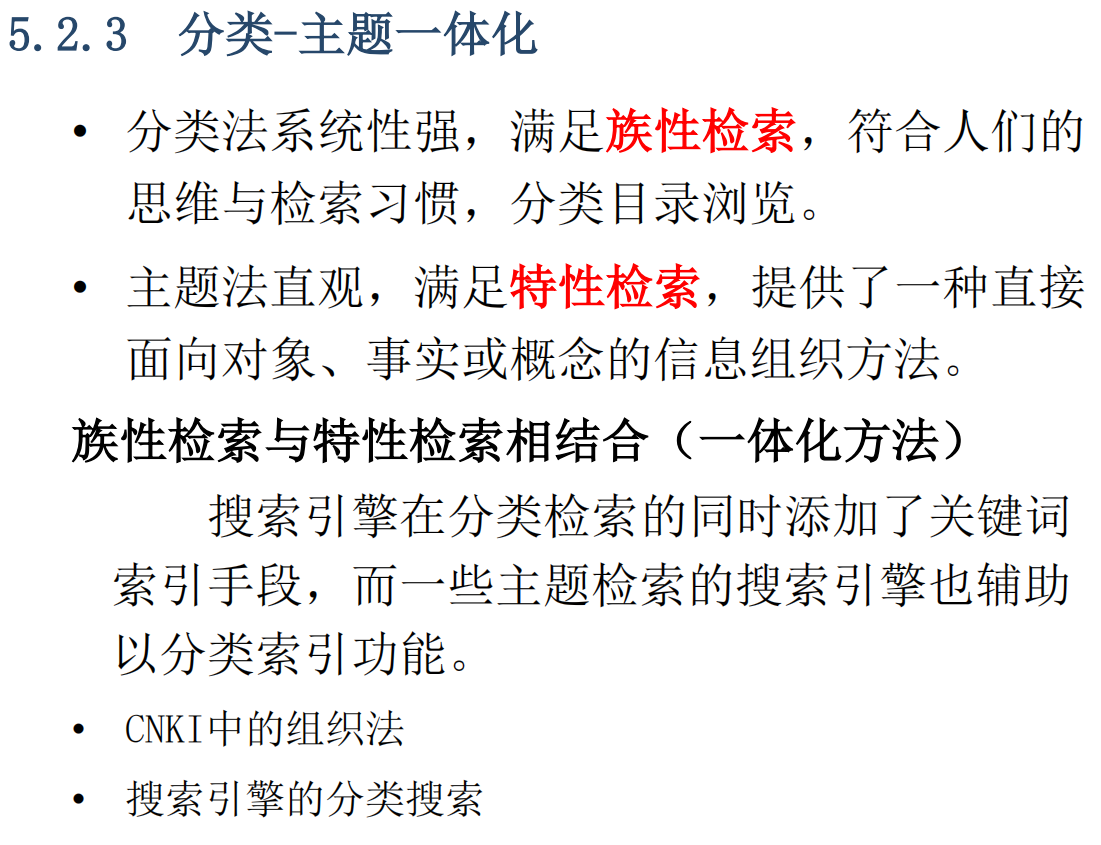 5.2.3 分类-主题一体化
• 分类法系统性强，满足族性检索，符合人们的
思维与检索习惯，分类目录浏览。
• 主题法直观，满足特性检索，提供了一种直接
面向对象、事实或概念的信息组织方法。
族性检索与特性检索相结合（一体化方法）
搜索引擎在分类检索的同时添加了关键词
索引手段，而一些主题检索的搜索引擎也辅助
以分类索引功能。
• CNKI中的组织法
• 搜索引擎的分类搜索